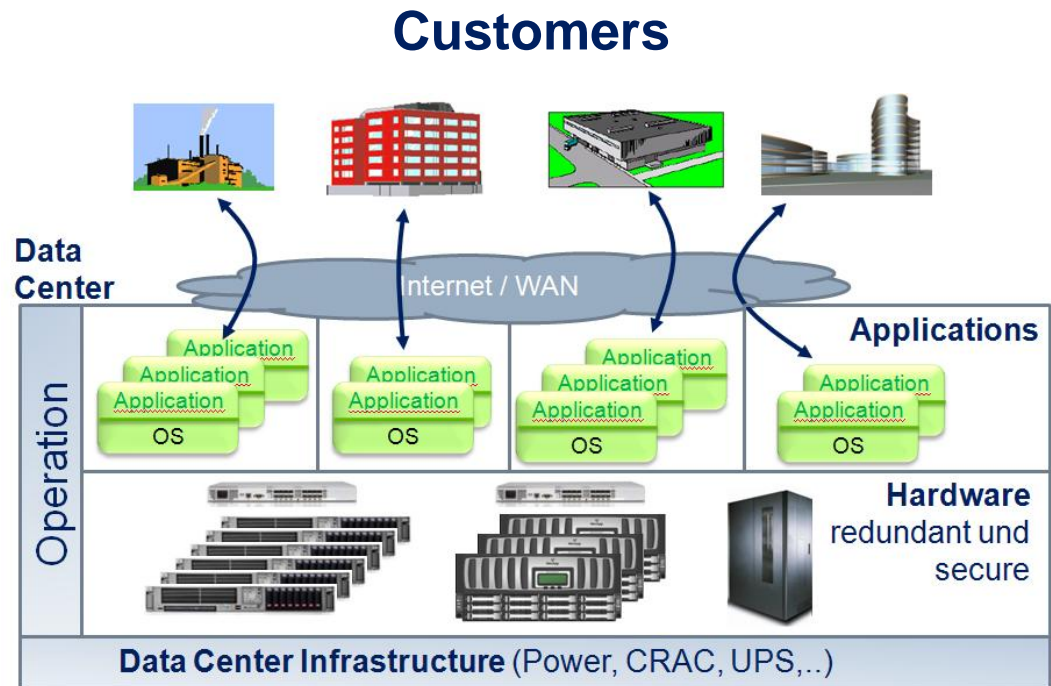 Customers
Data
Center
Internet / WAN
Operation
Application
Application
Application
OS
Application
Application
OS
Application
Application
Application
OS
Applications
Application
Application
OS
Hardware
redundant und
secure
Data Center Infrastructure (Power, CRAC, UPS,..)